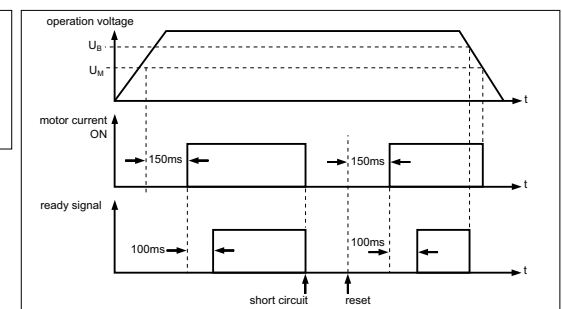 operation voltage
U_B
U_M
t
motor current
ON
150ms
150ms
t
ready signal
100ms
100ms
t
short circuit
reset